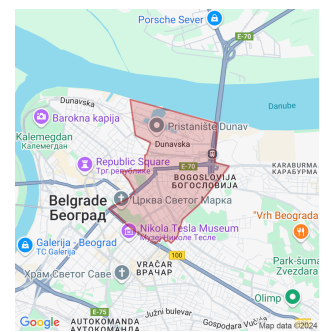 Porsche Sever
E-70
Danube
Dunavska
Barokna kapija
Pristanište Dunav
Kalemegdan
Калемегдан
Dunavska
Republic Square
Трг републике
E-70
KARABURMA
КАРАБУРМА
BOGOSLOVIJA
БОГОСЛОВИЈА
Belgrade
Београд
Црква Светог Марка
"Vrh Beograda
Nikola Tesla Museum
Музеј Николе Тесле
Galerija - Beograd
TC Galerija
100
VRAČAR
ВРАЧАР
Park-šuma
Zvezdara
Храм Светог Саве
Olimp
E-75
Južni bulevar
Gospodara Vučića
AUTOKOMANDA
АУТОКОМАНДА
Google
Map data ©2024